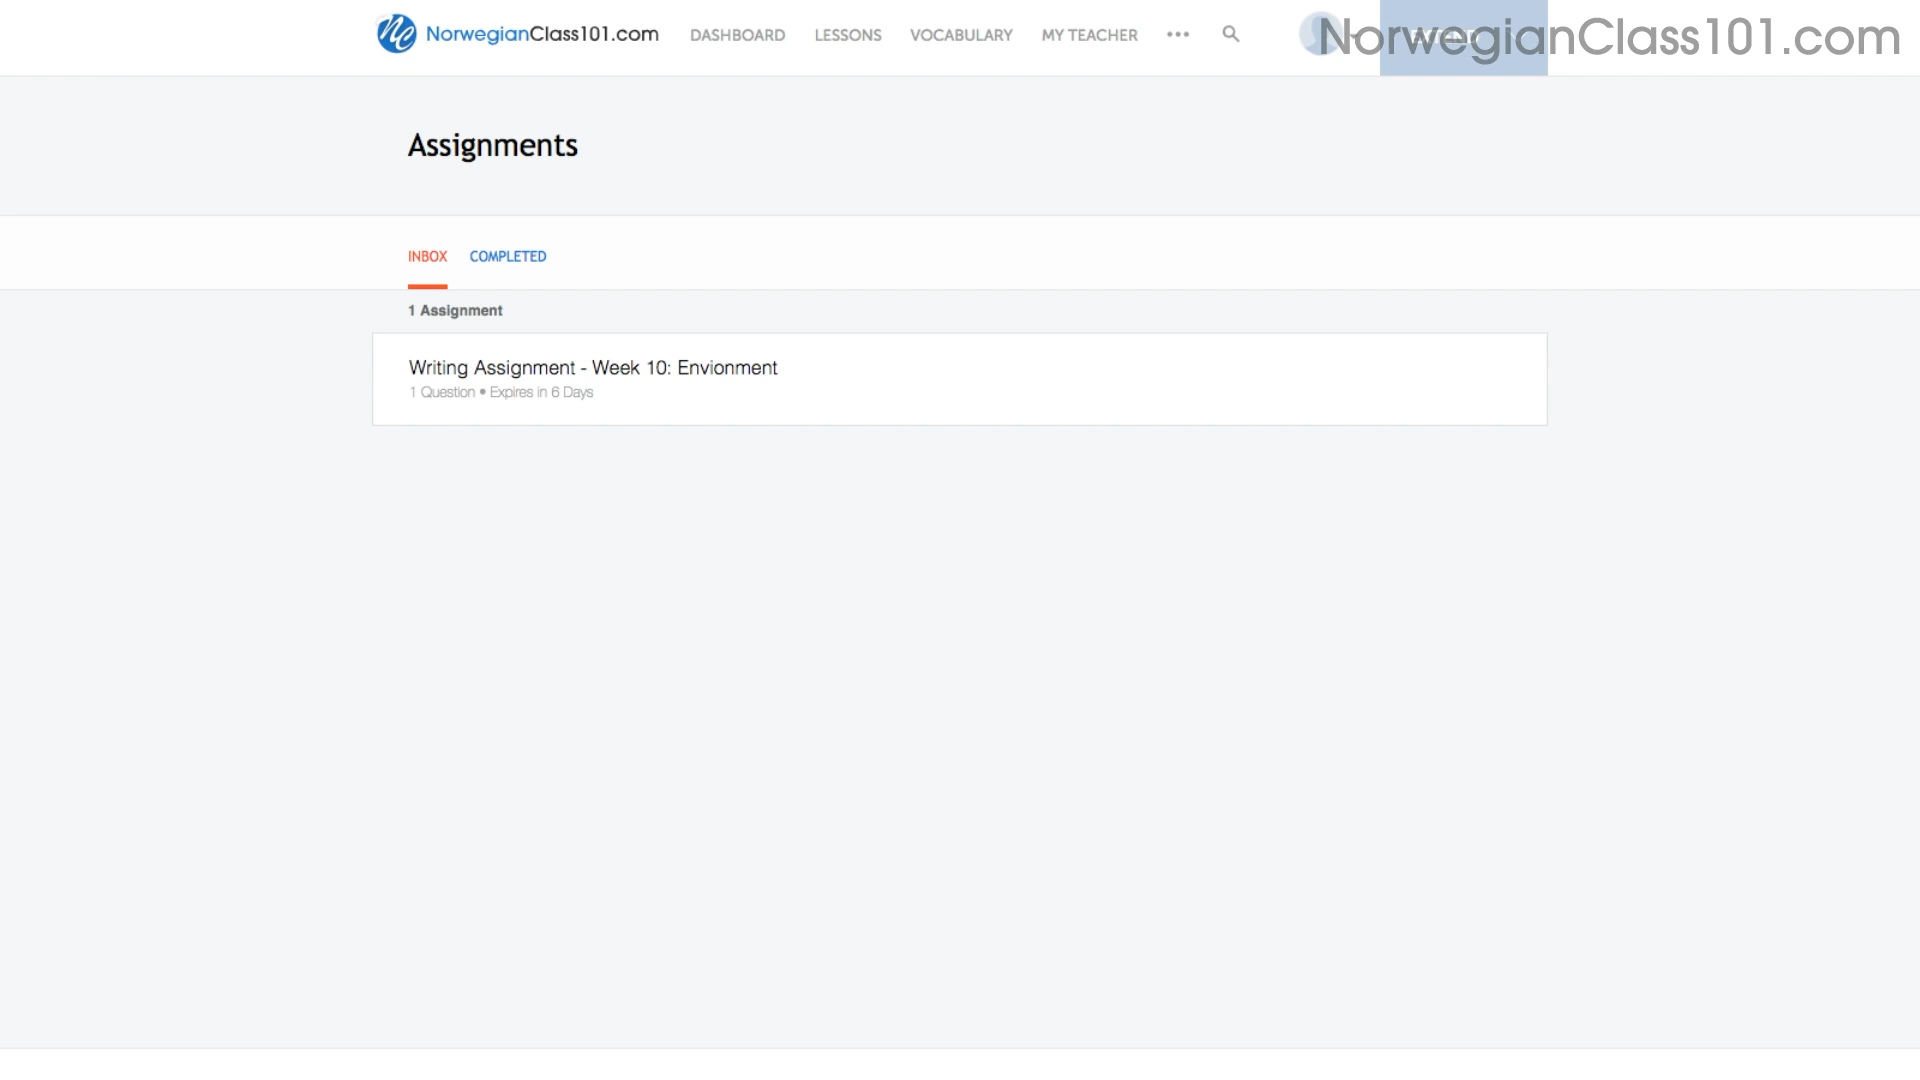 NorwegianClass101.com DASHBOARD LESSONS VOCABULARY MY TEACHER ••• NorwegianClass101.com
Assignments
INBOX COMPLETED
1 Assignment
Writing Assignment - Week 10: Envionment
1 Question • Expires in 6 Days